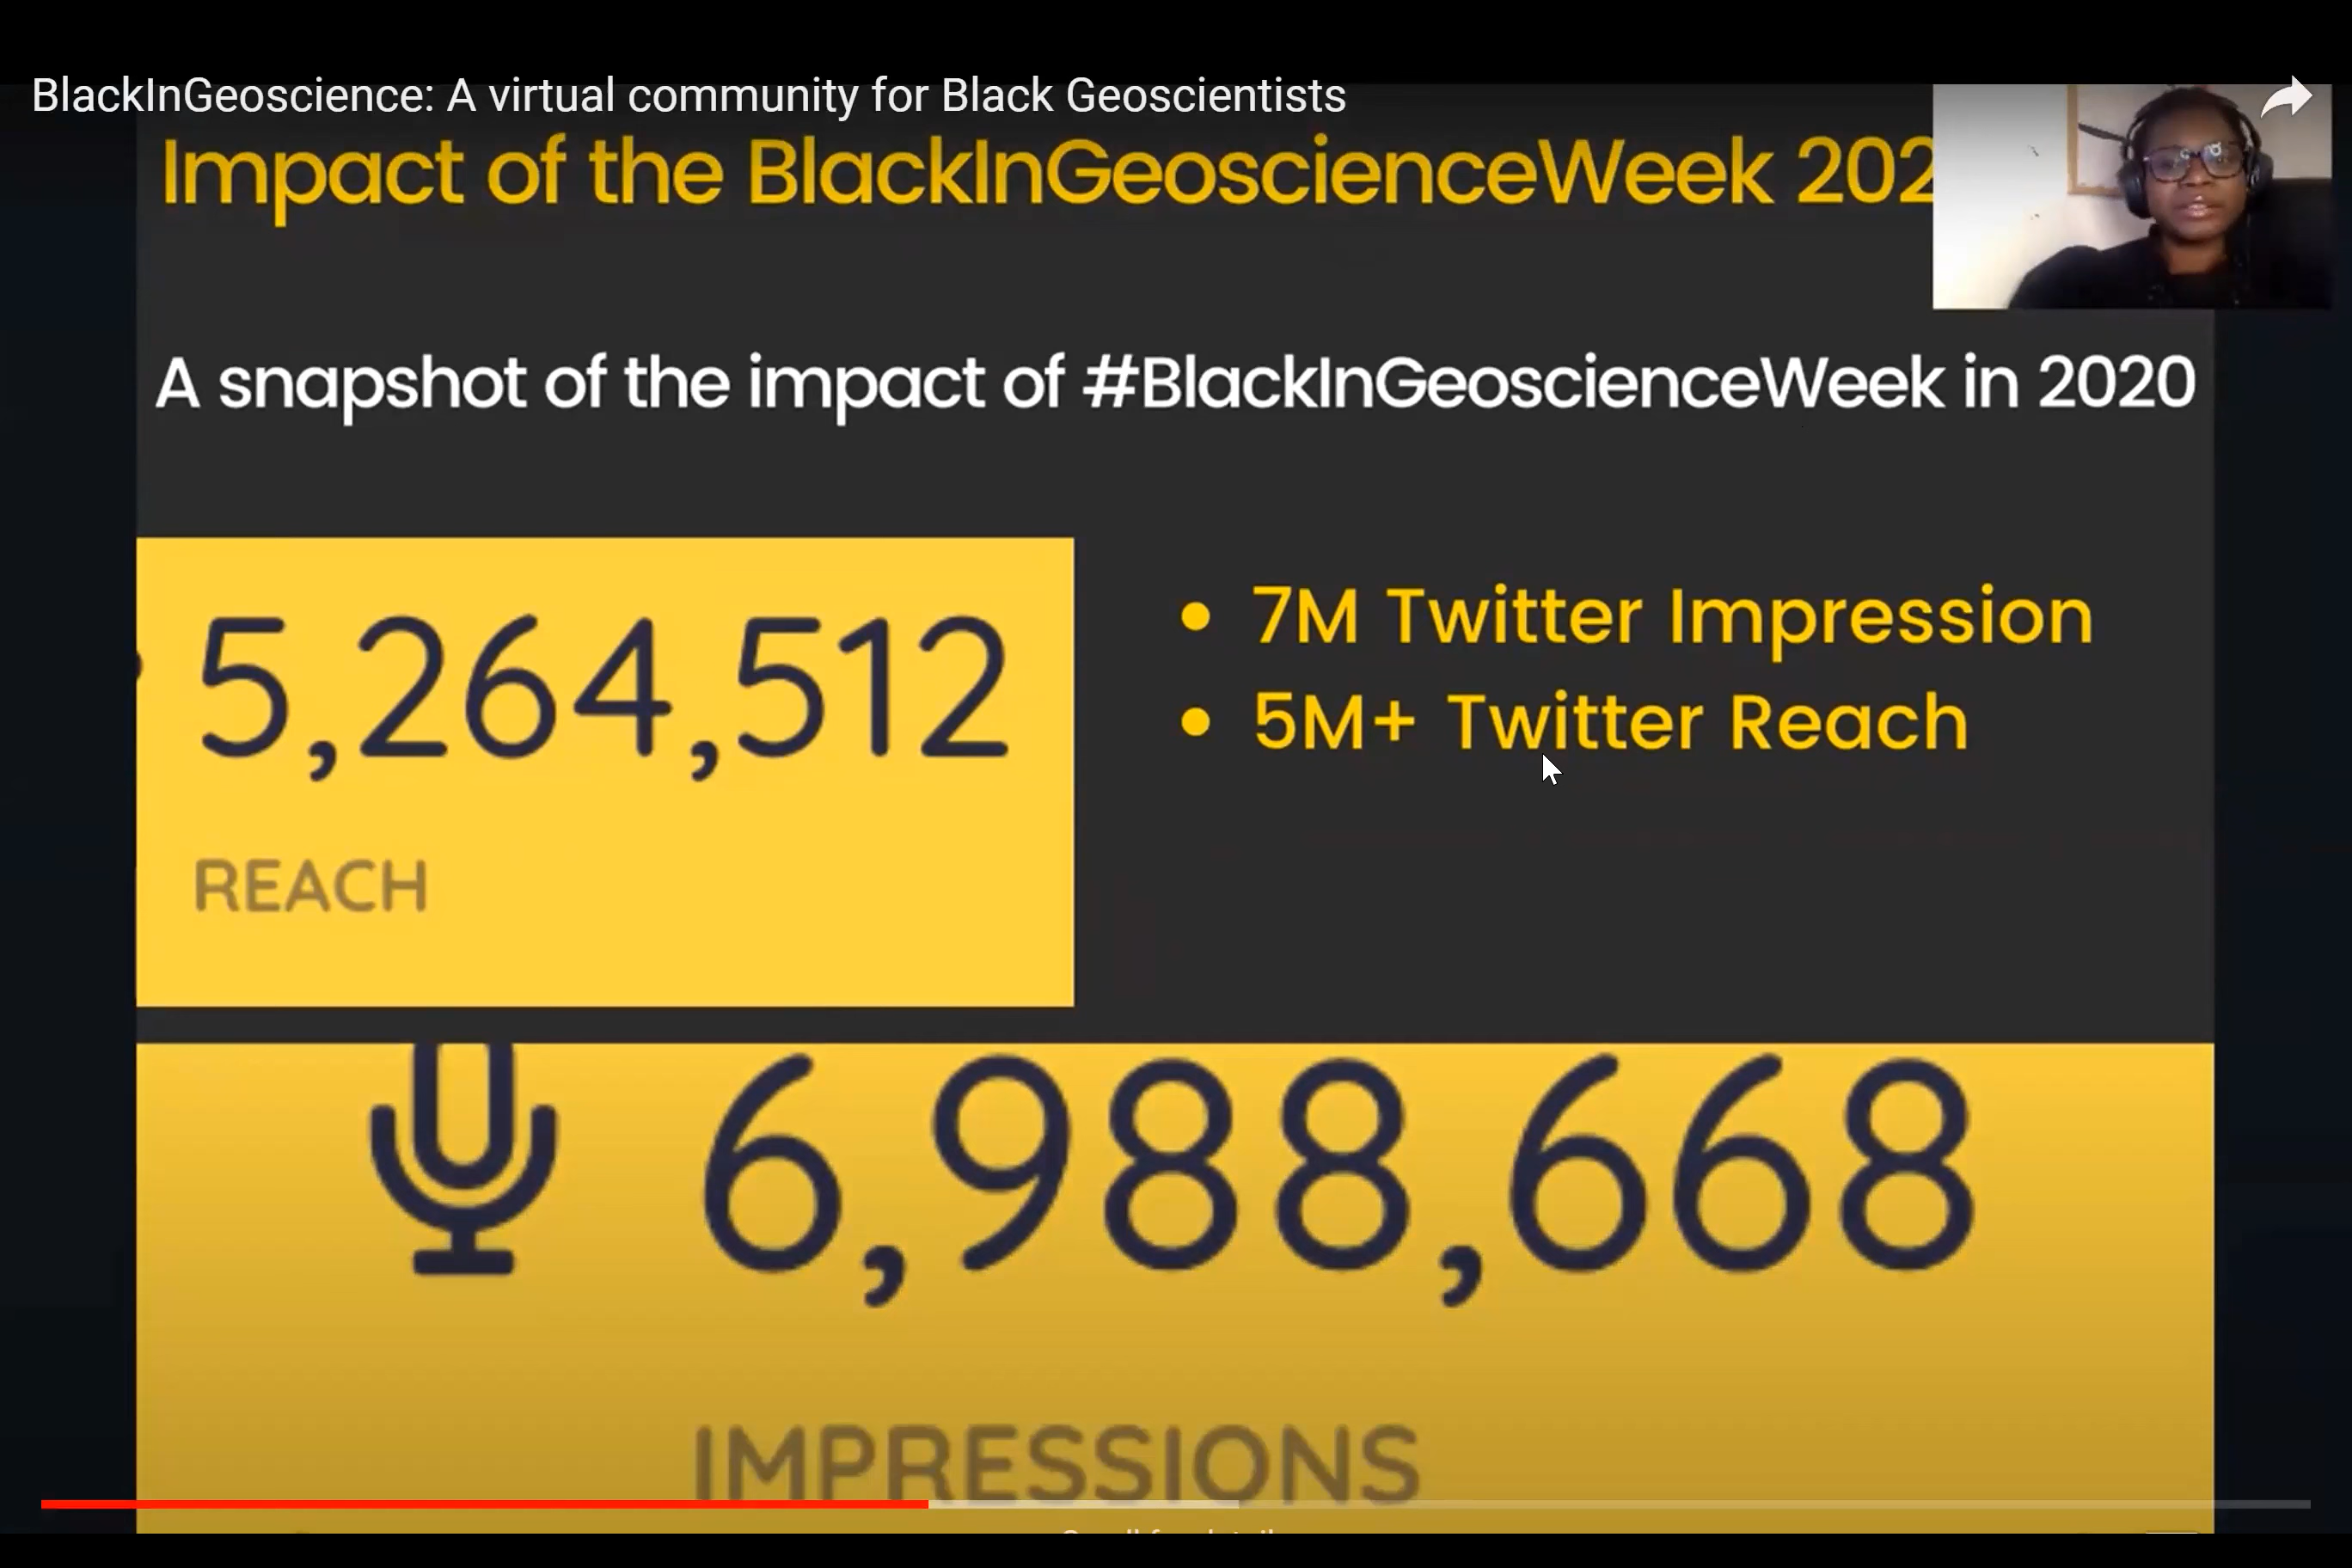 BlackInGeoscience: A virtual community for Black Geoscientists
Impact of the BlackInGeoscienceWeek 202
A snapshot of the impact of #BlackInGeoscienceWeek in 2020
5,264,512
REACH
• 7M Twitter Impression
• 5M+ Twitter Reach
6,988,668
IMPRESSIONS